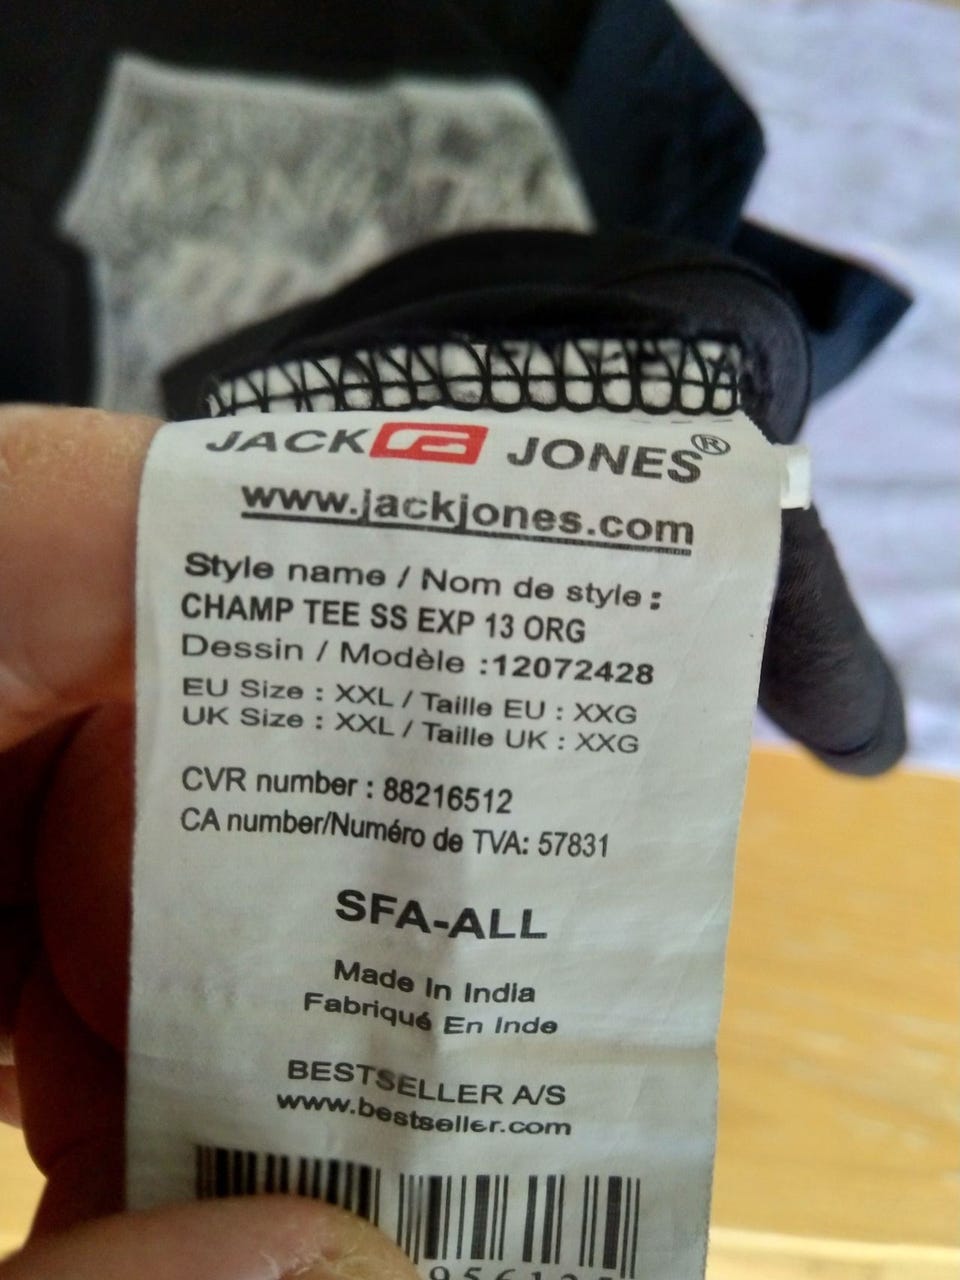 JACK JONES®
www.jackjones.com
Style name / Nom de style :
CHAMP TEE SS EXP 13 ORG
Dessin / Modèle :12072428
EU Size : XXL / Taille EU : XXG
UK Size : XXL / Taille UK : XXG
CVR number : 88216512
CA number/Numéro de TVA: 57831
SFA-ALL
Made In India
Fabriqué En Inde
BESTSELLER A/S
www.bestseller.com